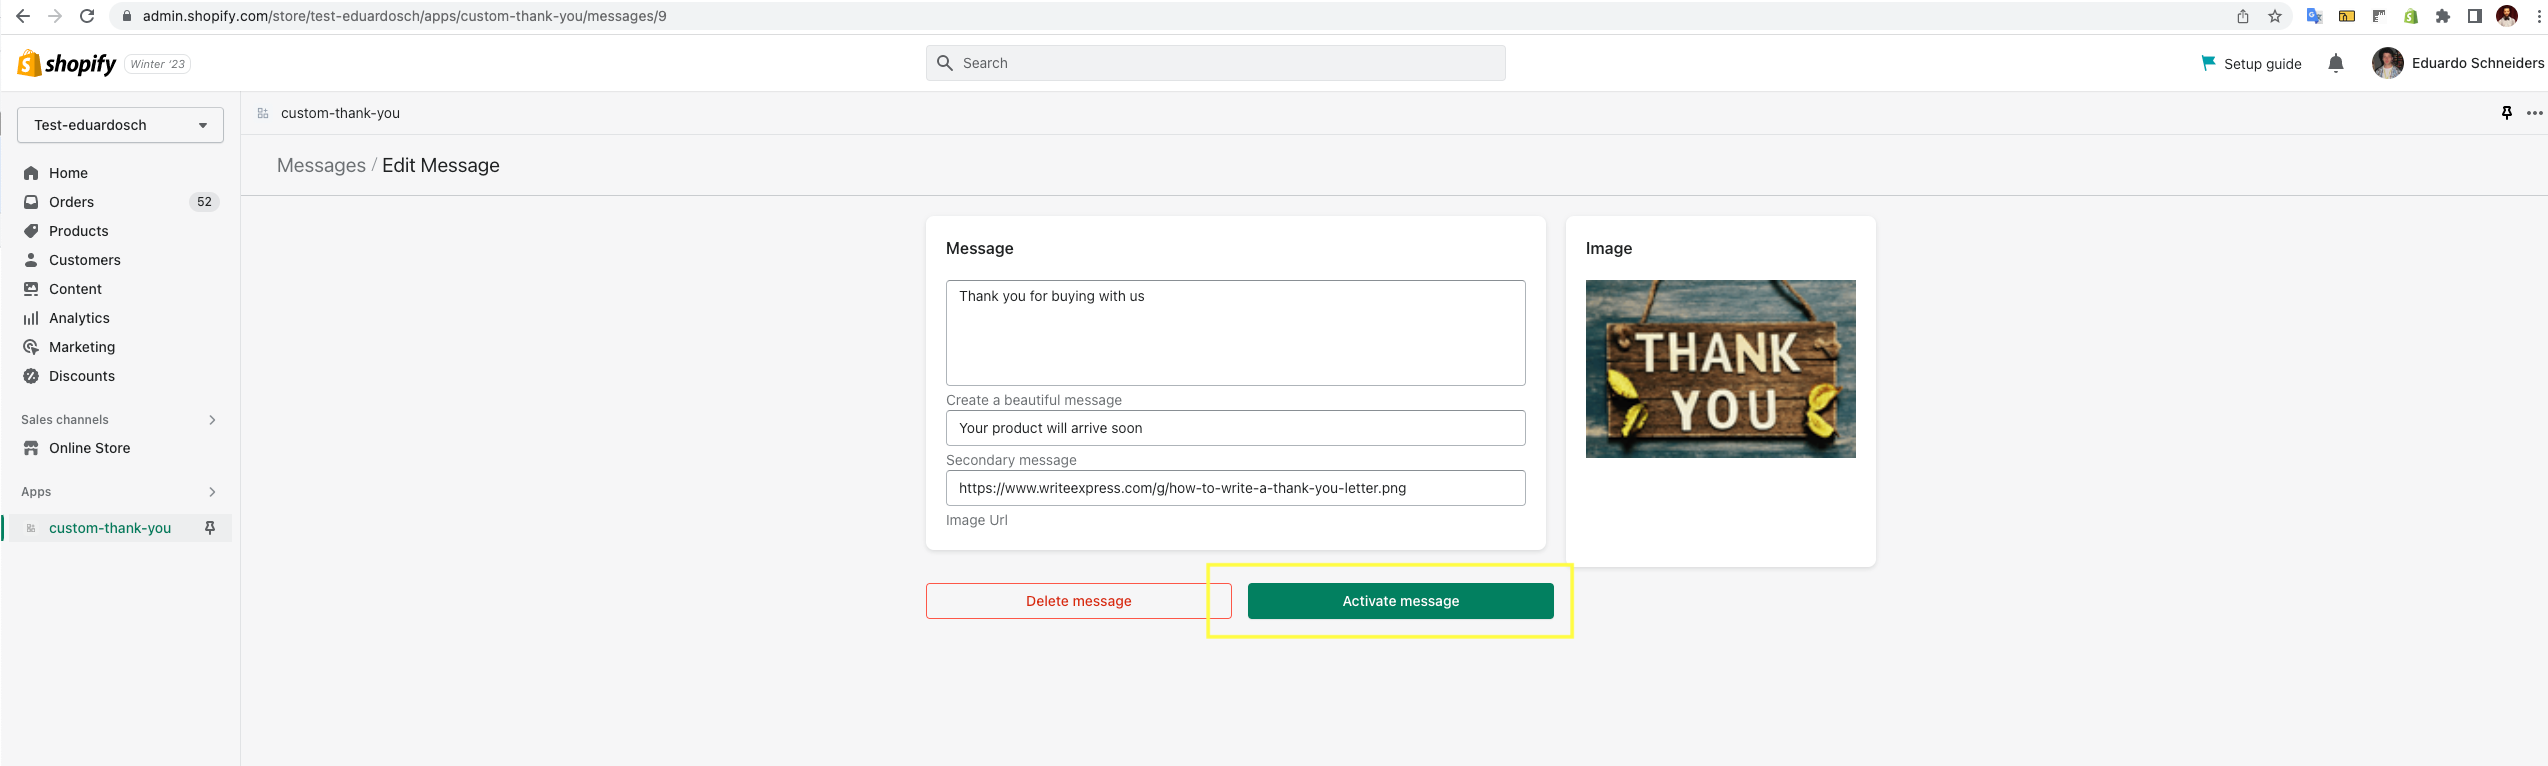 admin.shopify.com/store/test-eduardosch/apps/custom-thank-you/messages/9
shopify Winter '23
Search
Setup guide
Eduardo Schneiders
Test-eduardosch
custom-thank-you
Home
Orders 52
Products
Customers
Content
Analytics
Marketing
Discounts
Sales channels
Online Store
Apps
custom-thank-you
Messages / Edit Message
Message
Thank you for buying with us
Create a beautiful message
Your product will arrive soon
Secondary message
https://www.writeexpress.com/g/how-to-write-a-thank-you-letter.png
Image Url
Image
THANK
YOU
Delete message
Activate message